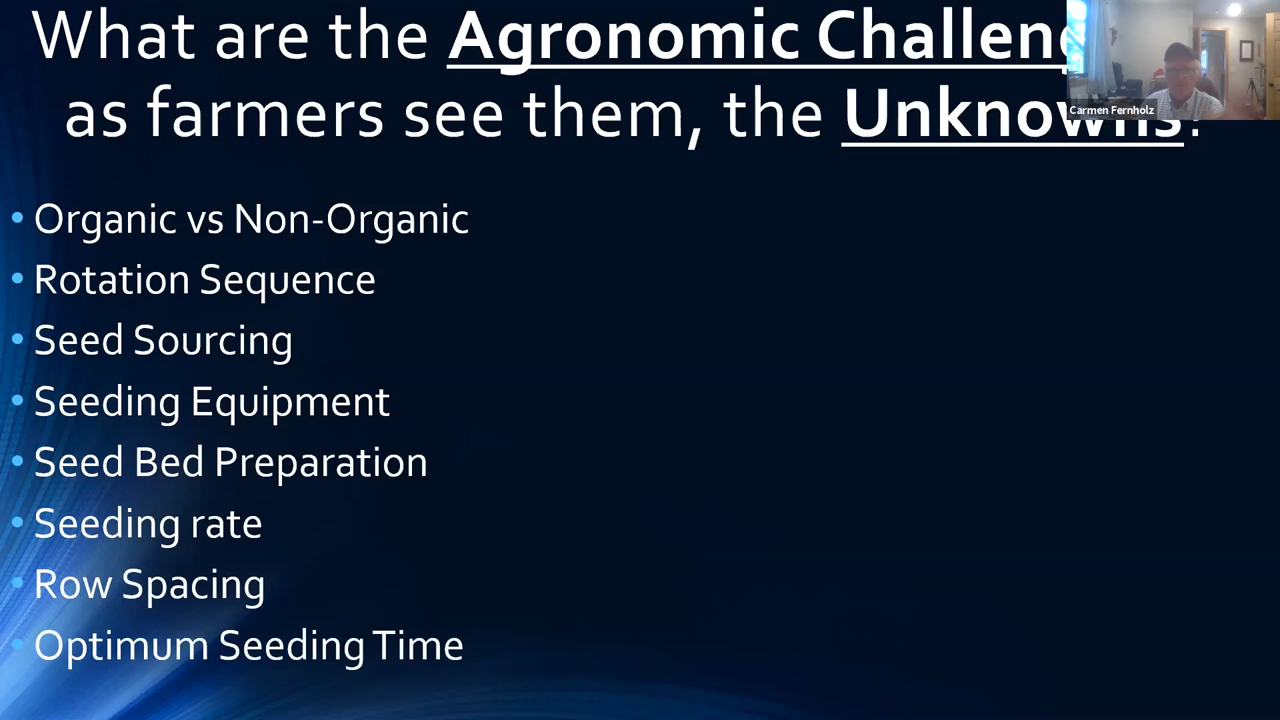 What are the Agronomic
as farmers see them, the Unknowns
Carmen Fernholz
• Organic vs Non-Organic
• Rotation Sequence
• Seed Sourcing
• Seeding Equipment
• Seed Bed Preparation
• Seeding rate
• Row Spacing
• Optimum Seeding Time